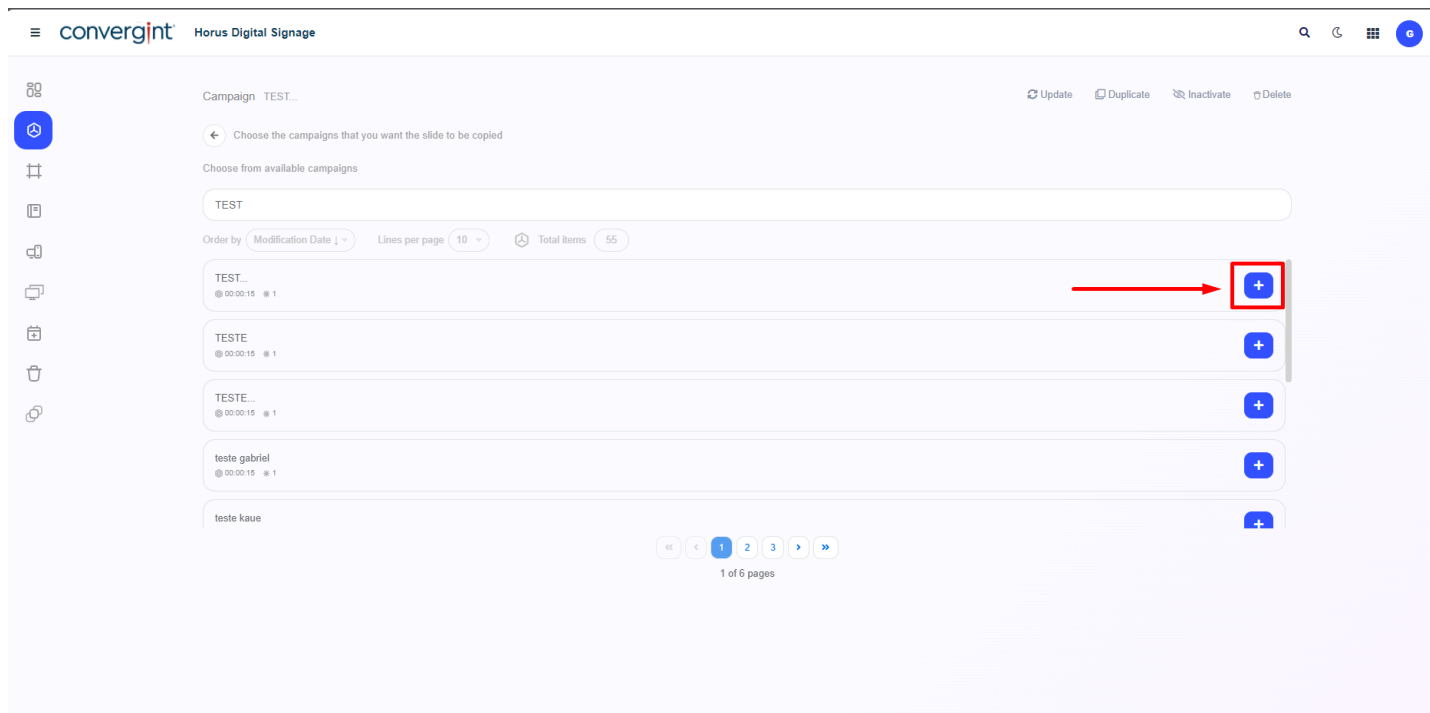 convergint Horus Digital Signage G
Campaign TEST... Update Duplicate Inactivate Delete
Choose the campaigns that you want the slide to be copied
Choose from available campaigns
TEST
Order by Modification Date ↓ Lines per page 10 Total items 55
TEST...
00:00:15 1
TESTE
00:00:15 1
TESTE...
00:00:15 1
teste gabriel
00:00:15 1
teste kaue
« ‹ 1 2 3 › »
1 of 6 pages